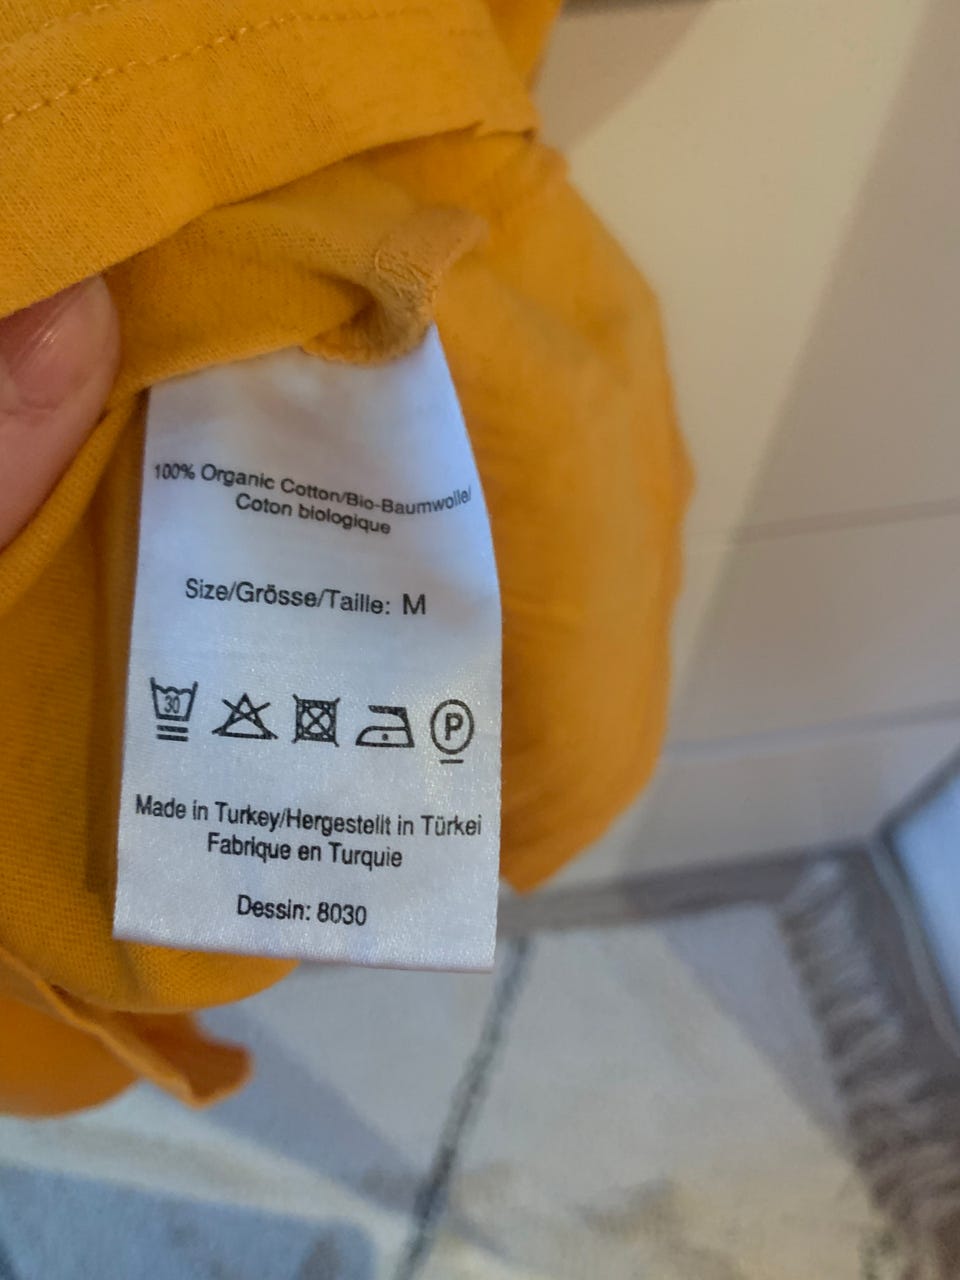 100% Organic Cotton/Bio-Baumwolle/
Coton biologique
Size/Grösse/Taille: M
30
P
Made in Turkey/Hergestellt in Türkei
Fabrique en Turquie
Dessin: 8030